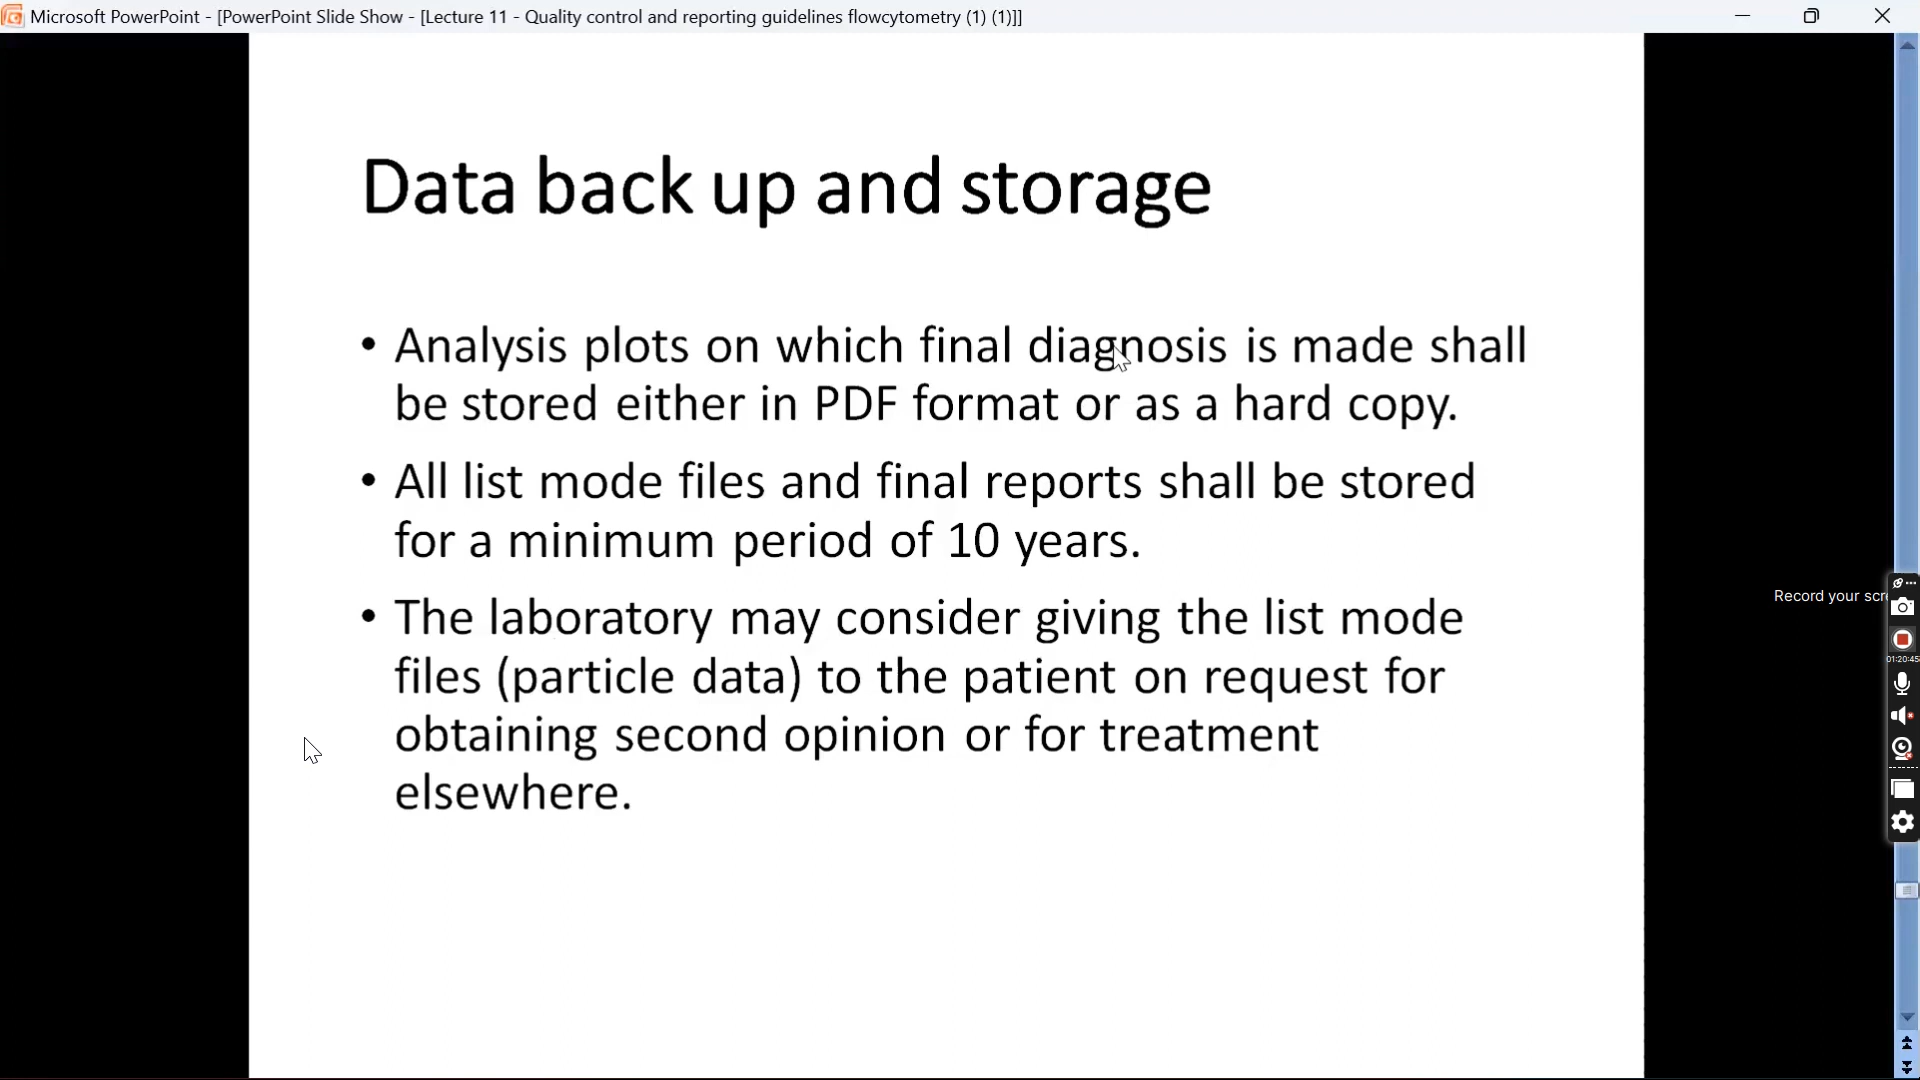 Microsoft PowerPoint - [PowerPoint Slide Show - [Lecture 11 - Quality control and reporting guidelines flowcytometry (1) (1)]]
Data back up and storage
• Analysis plots on which final diagnosis is made shall
be stored either in PDF format or as a hard copy.
• All list mode files and final reports shall be stored
for a minimum period of 10 years.
• The laboratory may consider giving the list mode
files (particle data) to the patient on request for
obtaining second opinion or for treatment
elsewhere.
Record your scre
01:20:45